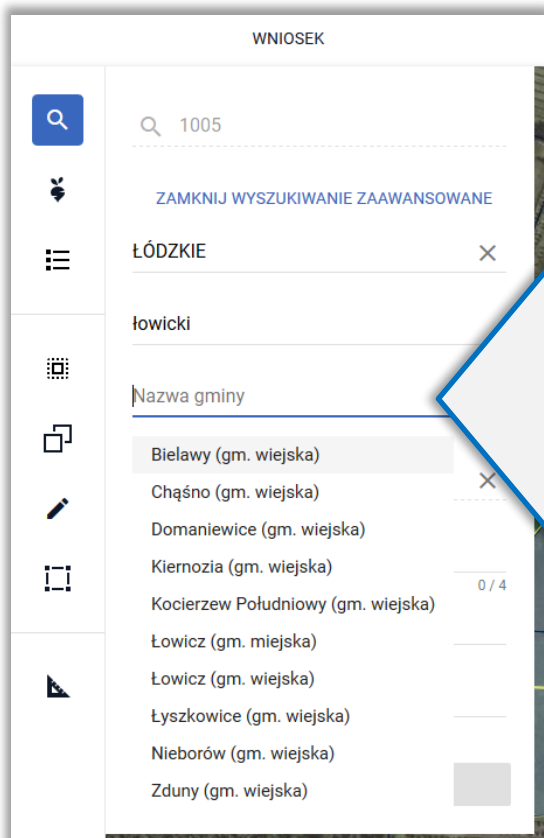 WNIOSEK
1005
ZAMKNIJ WYSZUKIWANIE ZAAWANSOWANE
ŁÓDZKIE
łowicki
Nazwa gminy
Bielawy (gm. wiejska)
Chąśno (gm. wiejska)
Domaniewice (gm. wiejska)
Kiernozia (gm. wiejska)
0 / 4
Kocierzew Południowy (gm. wiejska)
Łowicz (gm. miejska)
Łowicz (gm. wiejska)
Łyszkowice (gm. wiejska)
Nieborów (gm. wiejska)
Zduny (gm. wiejska)